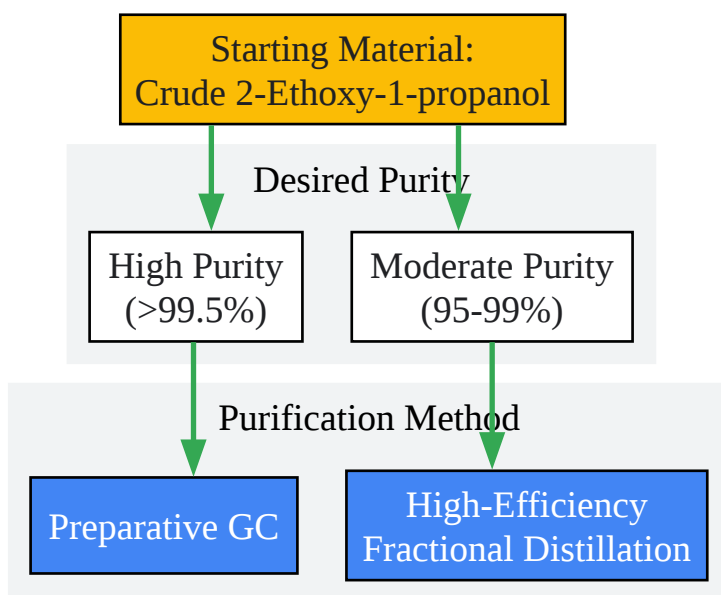 Starting Material:
Crude 2-Ethoxy-1-propanol
Desired Purity
High Purity
(>99.5%)
Moderate Purity
(95-99%)
Purification Method
Preparative GC
High-Efficiency
Fractional Distillation